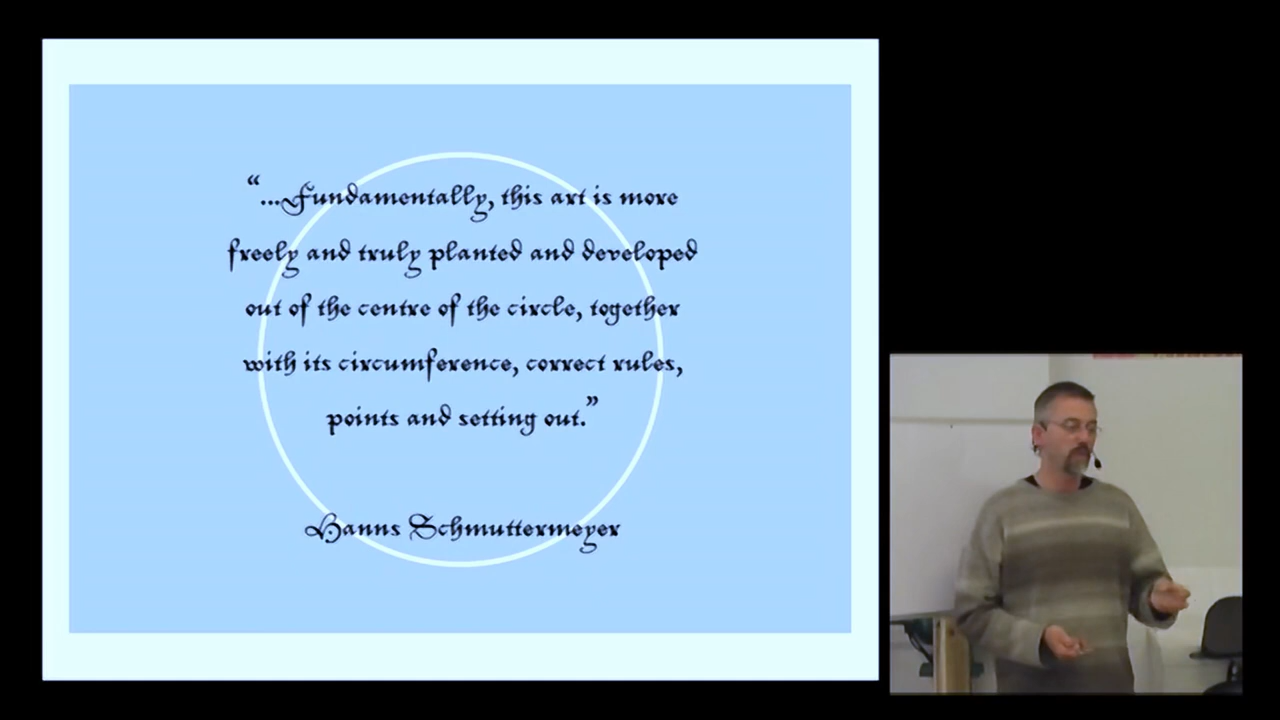 “...Fundamentally, this art is more
freely and truly planted and developed
out of the centre of the circle, together
with its circumference, correct rules,
points and setting out.”
Hanns Schmuttermeyer